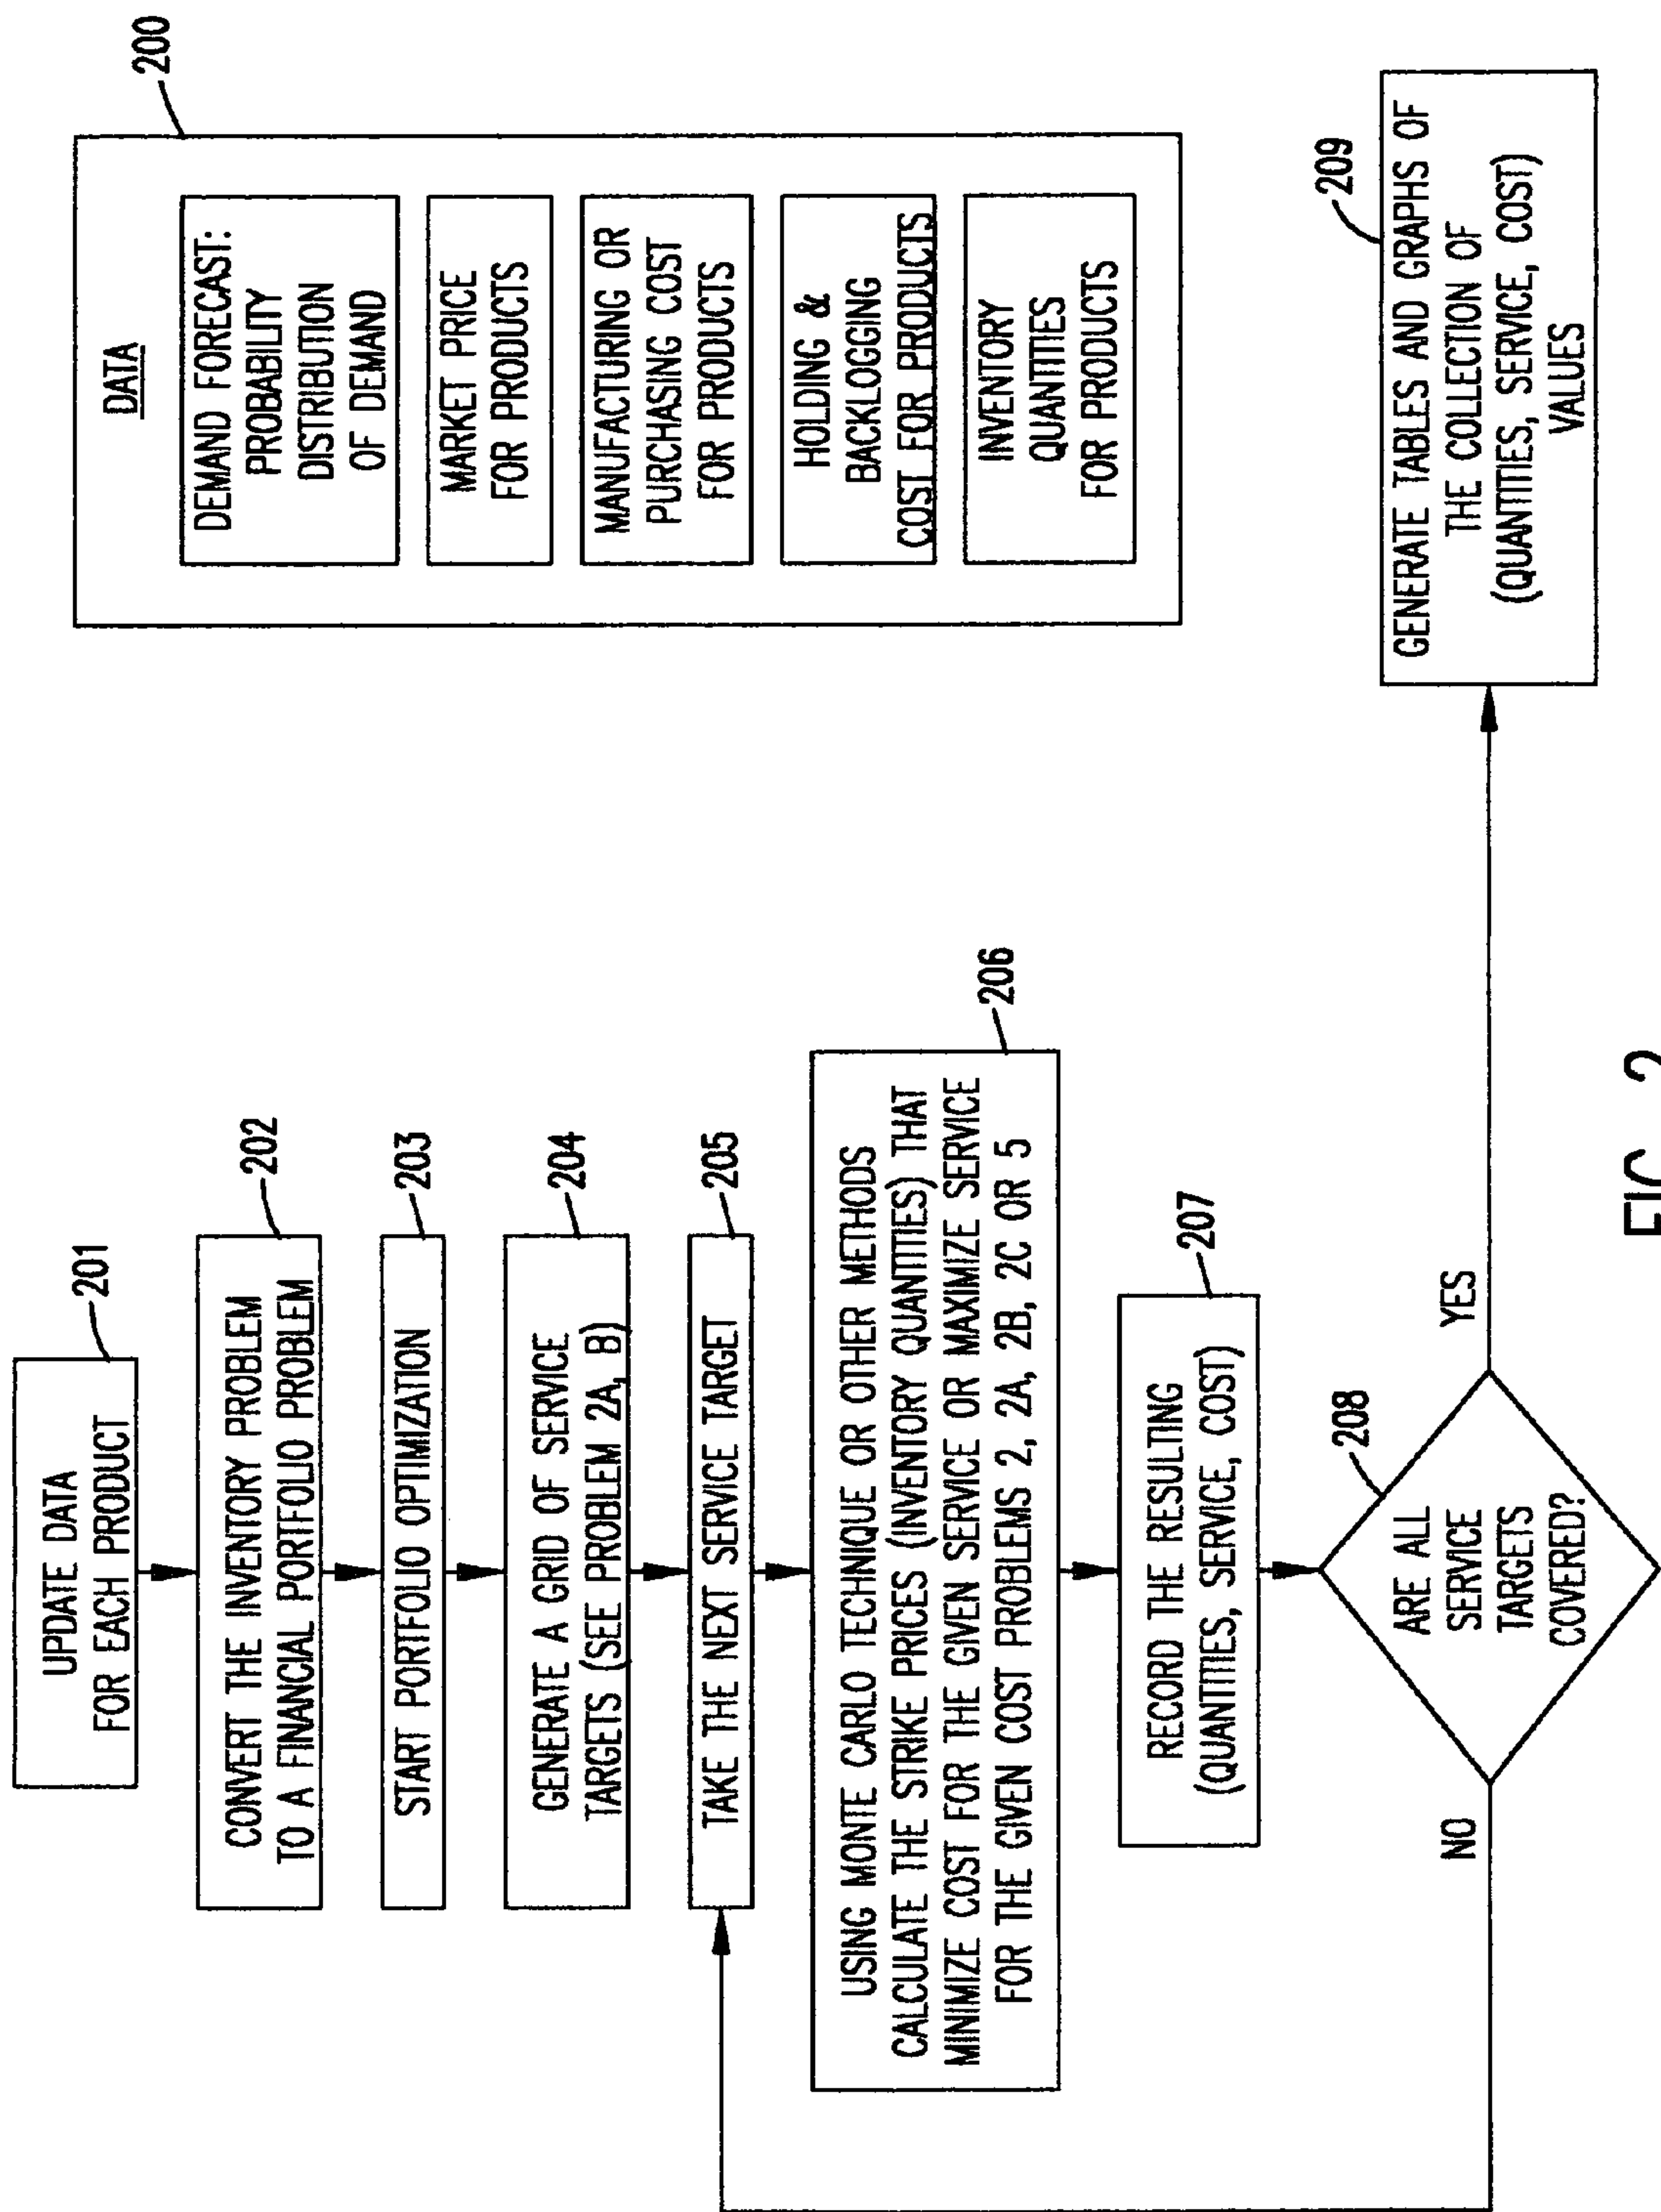 UPDATE DATA
FOR EACH PRODUCT
201
CONVERT THE INVENTORY PROBLEM
TO A FINANCIAL PORTFOLIO PROBLEM
202
START PORTFOLIO OPTIMIZATION
203
GENERATE A GRID OF SERVICE
TARGETS (SEE PROBLEM 2A, B)
204
TAKE THE NEXT SERVICE TARGET
205
USING MONTE CARLO TECHNIQUE OR OTHER METHODS
CALCULATE THE STRIKE PRICES (INVENTORY QUANTITIES) THAT
MINIMIZE COST FOR THE GIVEN SERVICE OR MAXIMIZE SERVICE
FOR THE GIVEN COST PROBLEMS 2, 2A, 2B, 2C OR 5
206
RECORD THE RESULTING
(QUANTITIES, SERVICE, COST)
207
ARE ALL
SERVICE
TARGETS
COVERED?
208
NO
YES
DATA
200
DEMAND FORECAST:
PROBABILITY
DISTRIBUTION
OF DEMAND
MARKET PRICE
FOR PRODUCTS
MANUFACTURING OR
PURCHASING COST
FOR PRODUCTS
HOLDING &
BACKLOGGING
COST FOR PRODUCTS
INVENTORY
QUANTITIES
FOR PRODUCTS
GENERATE TABLES AND GRAPHS OF
THE COLLECTION OF
(QUANTITIES, SERVICE, COST)
VALUES
209
FIG. 2